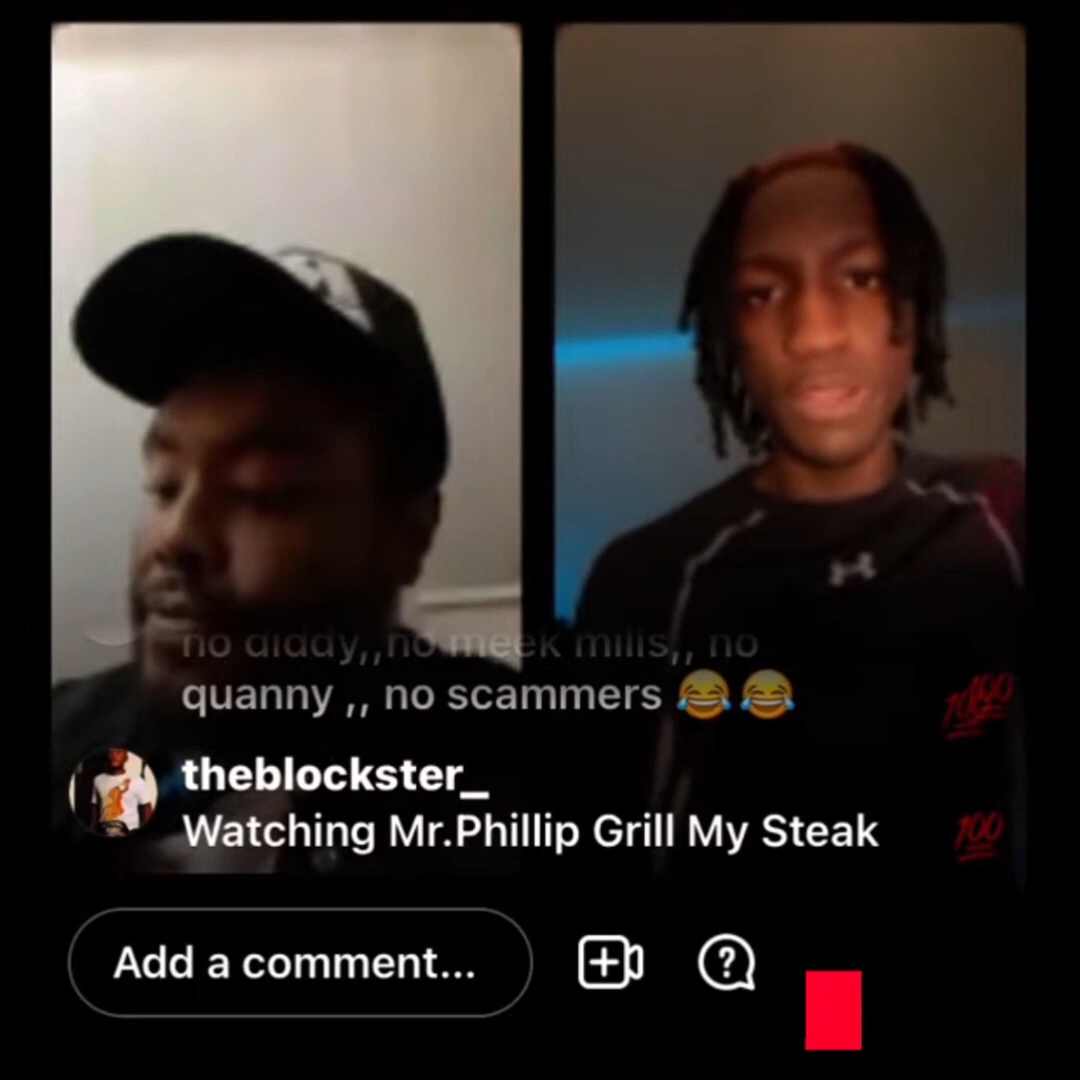 no diddy,,no meek mills,, no
quanny ,, no scammers 😂 😂
theblockster_
Watching Mr.Phillip Grill My Steak
💯💯
💯
Add a comment...